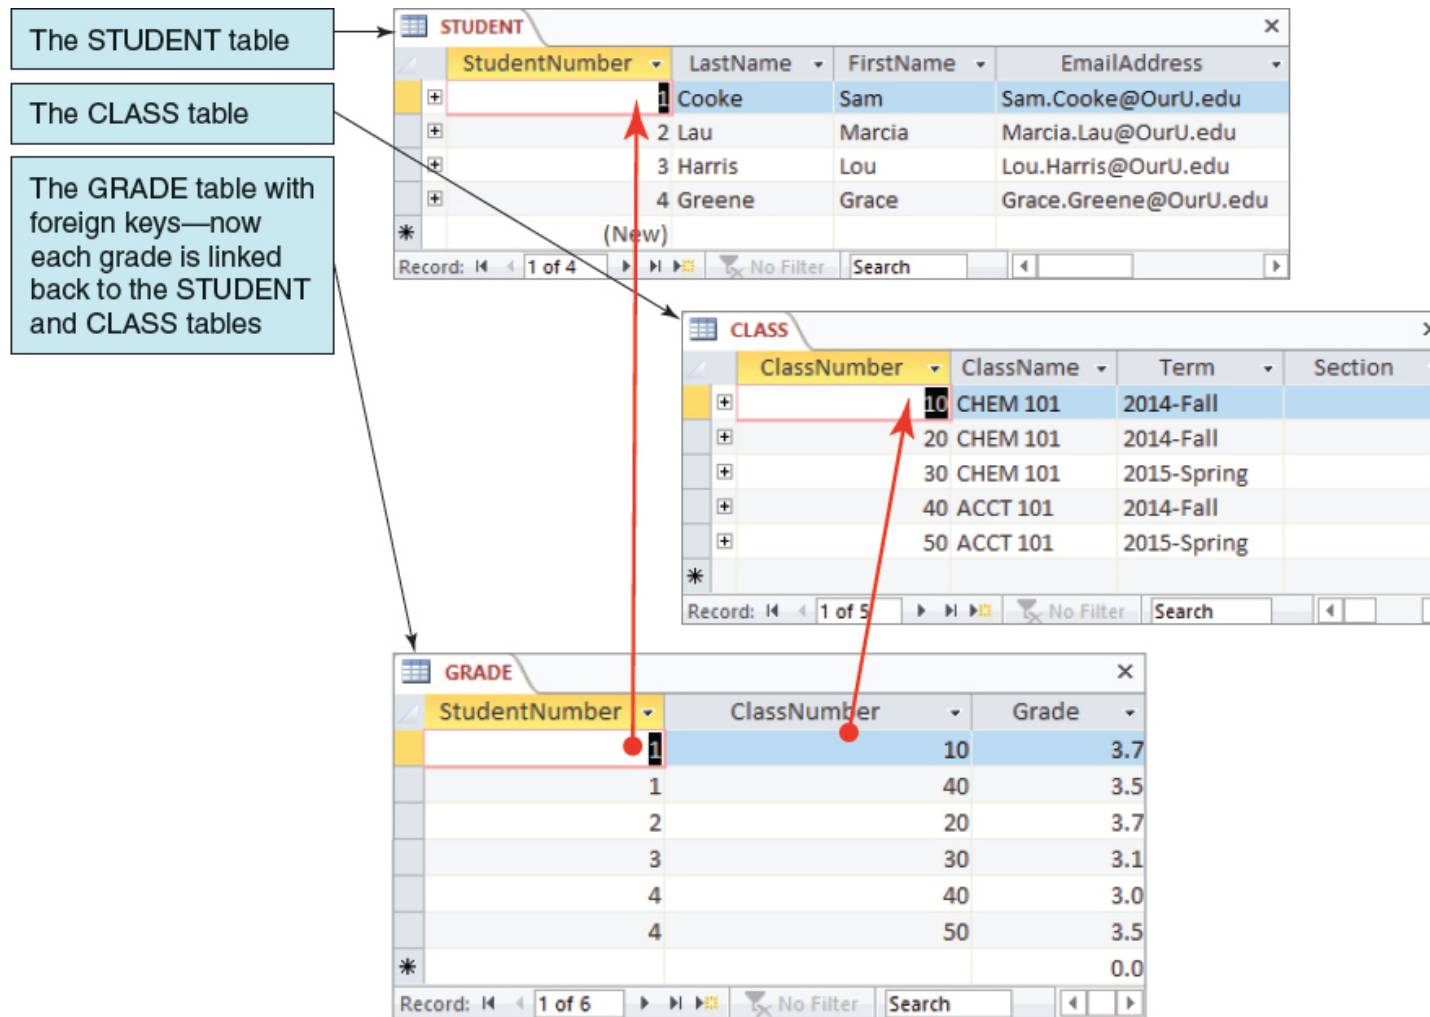 The STUDENT table
The CLASS table
The GRADE table with
foreign keys—now
each grade is linked
back to the STUDENT
and CLASS tables
STUDENT
StudentNumber LastName FirstName EmailAddress
1 Cooke Sam Sam.Cooke@OurU.edu
2 Lau Marcia Marcia.Lau@OurU.edu
3 Harris Lou Lou.Harris@OurU.edu
4 Greene Grace Grace.Greene@OurU.edu
(New)
Record: 1 of 4 No Filter Search
CLASS
ClassNumber ClassName Term Section
10 CHEM 101 2014-Fall
20 CHEM 101 2014-Fall
30 CHEM 101 2015-Spring
40 ACCT 101 2014-Fall
50 ACCT 101 2015-Spring
Record: 1 of 5 No Filter Search
GRADE
StudentNumber ClassNumber Grade
1 10 3.7
1 40 3.5
2 20 3.7
3 30 3.1
4 40 3.0
4 50 3.5
0.0
Record: 1 of 6 No Filter Search